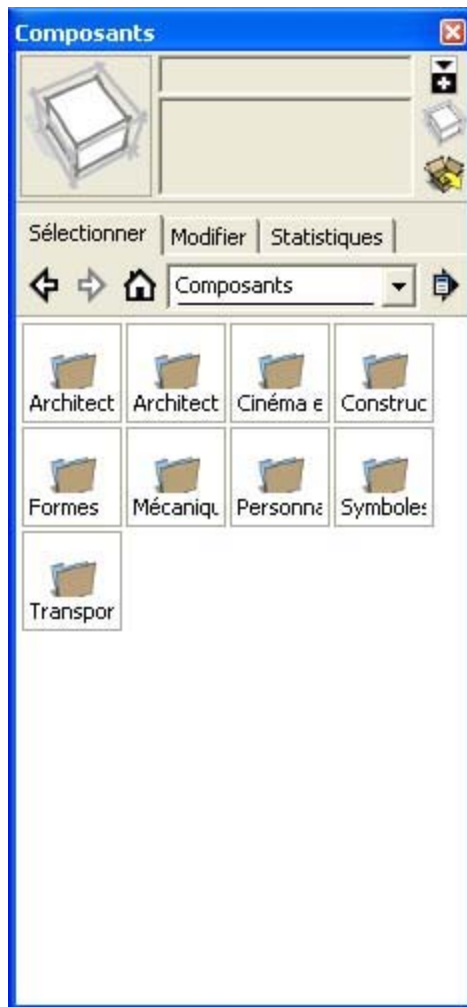 Composants
Sélectionner Modifier Statistiques
Composants
Architect Architect Cinéma e Construc
Formes Mécaniqu Personna Symboles
Transpor